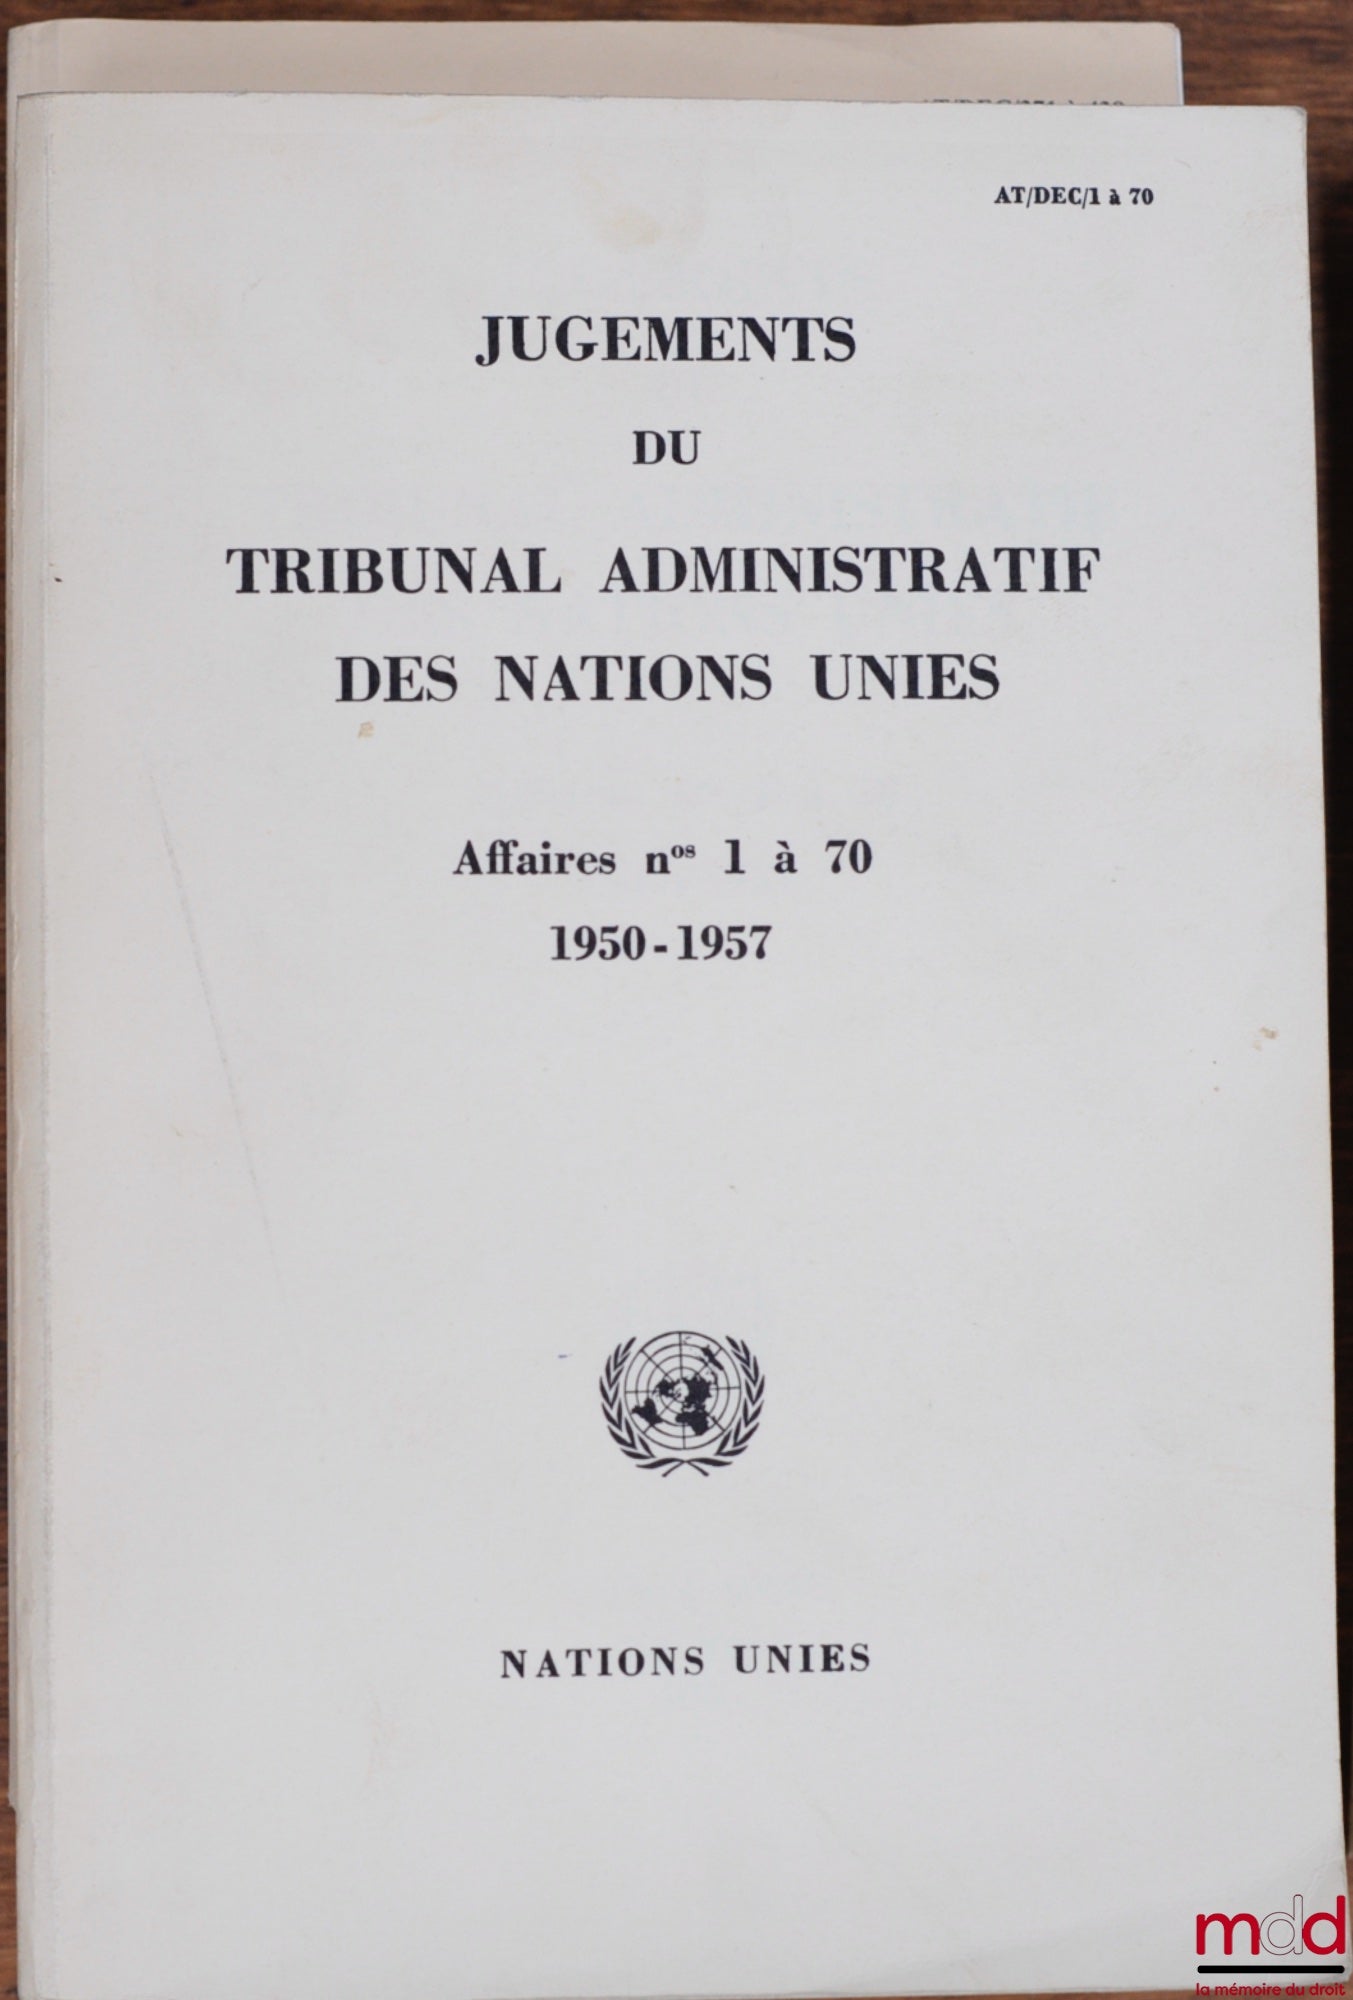 AT/DEC/1 à 70
JUGEMENTS
DU
TRIBUNAL ADMINISTRATIF
DES NATIONS UNIES
Affaires nos 1 à 70
1950-1957
NATIONS UNIES
mdd
la mémoire du droit